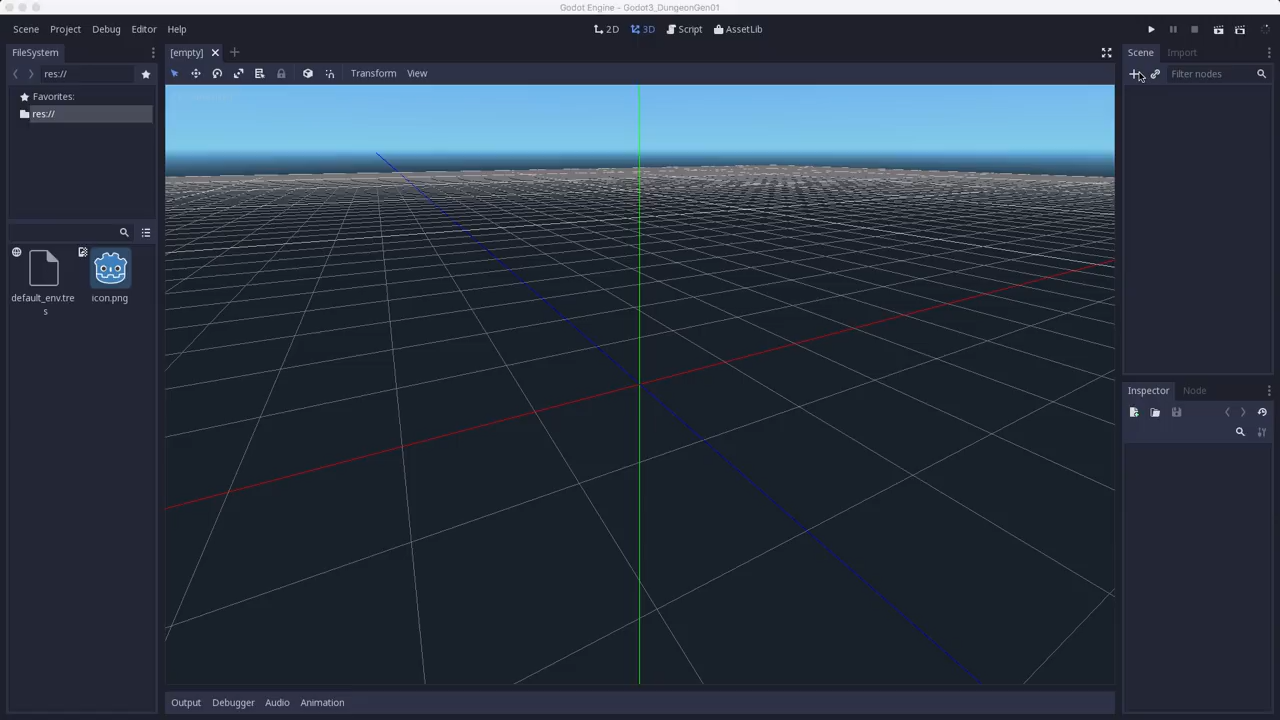 Godot Engine - Godot3_DungeonGen01
Scene Project Debug Editor Help
2D 3D Script AssetLib
FileSystem
res://
Favorites:
res://
default_env.tres
icon.png
[empty]
Transform View
Scene Import
Filter nodes
Inspector Node
Output Debugger Audio Animation